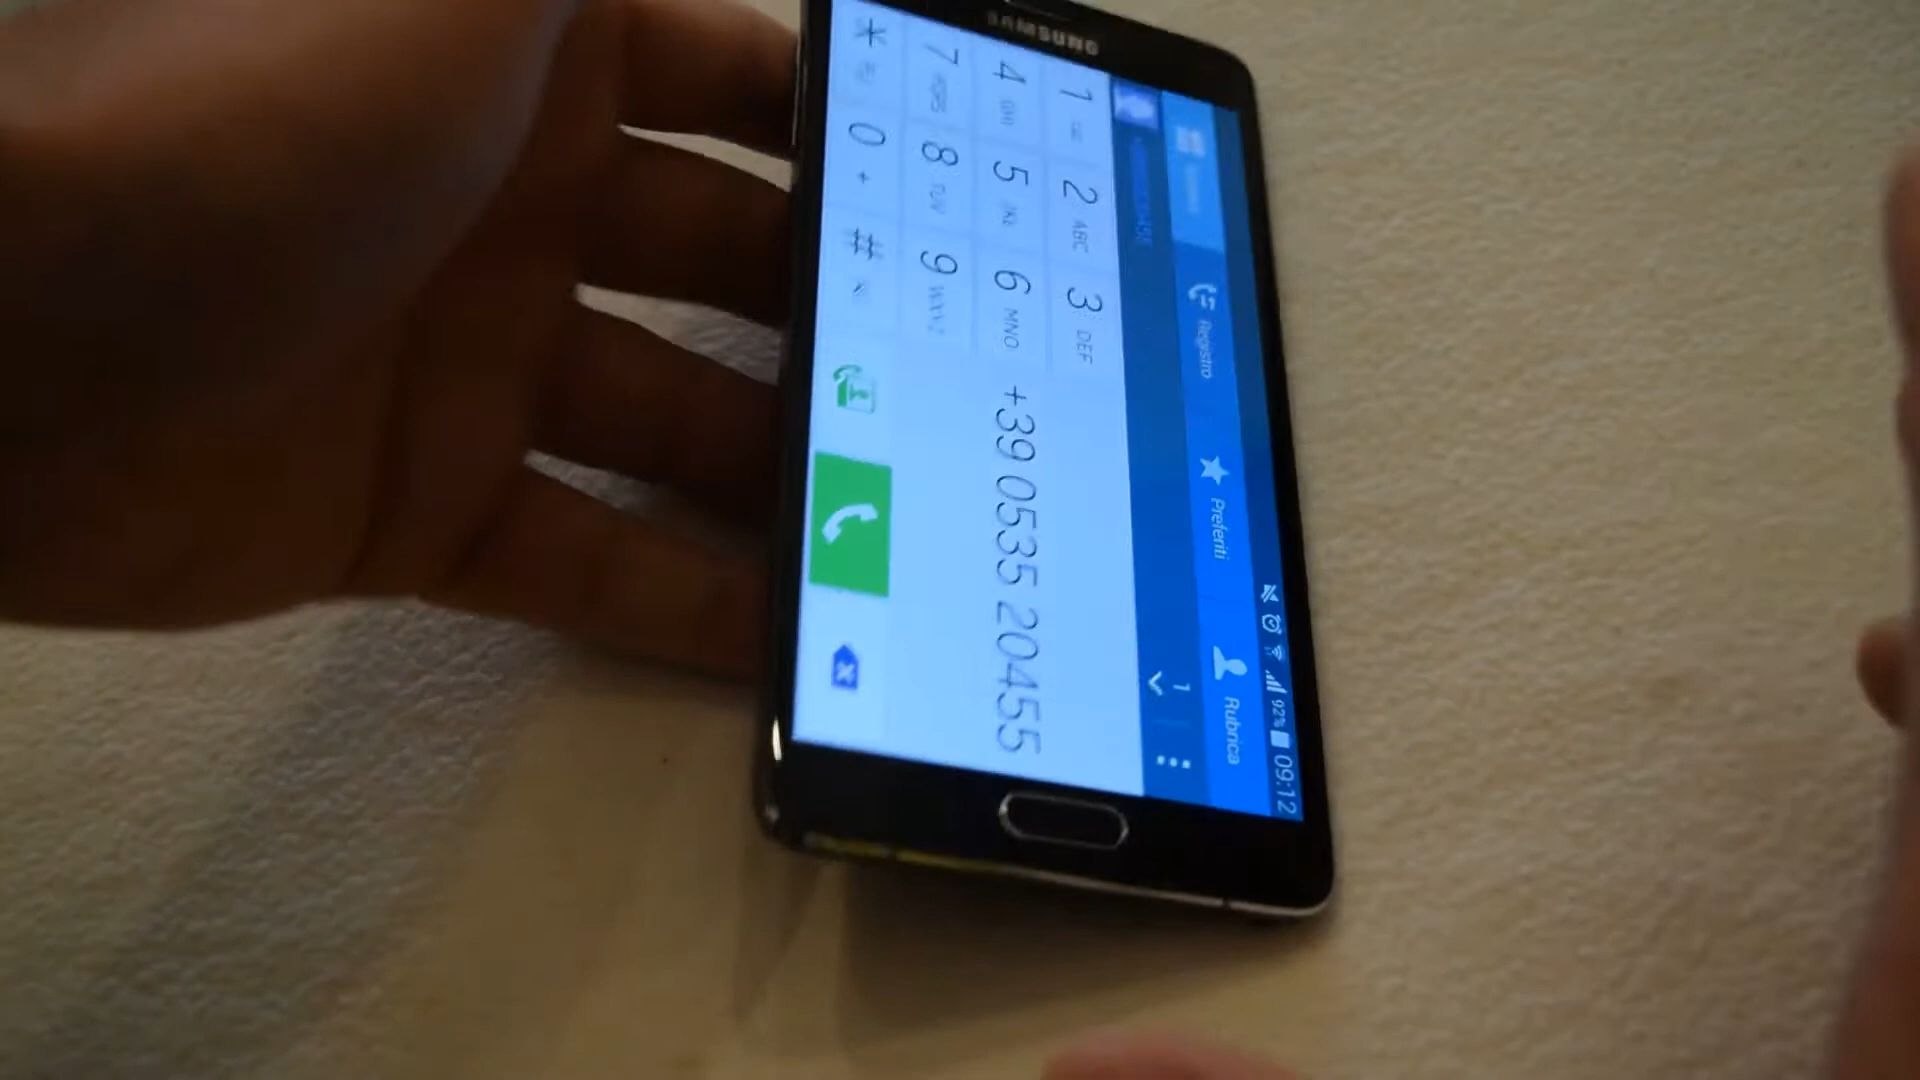 SAMSUNG
92% 09:12
Registro
Preferiti
Rubrica
1
+39 0535 20455
1
2 ABC
3 DEF
4 GHI
5 JKL
6 MNO
7 PQRS
8 TUV
9 WXYZ
*
0 +
#